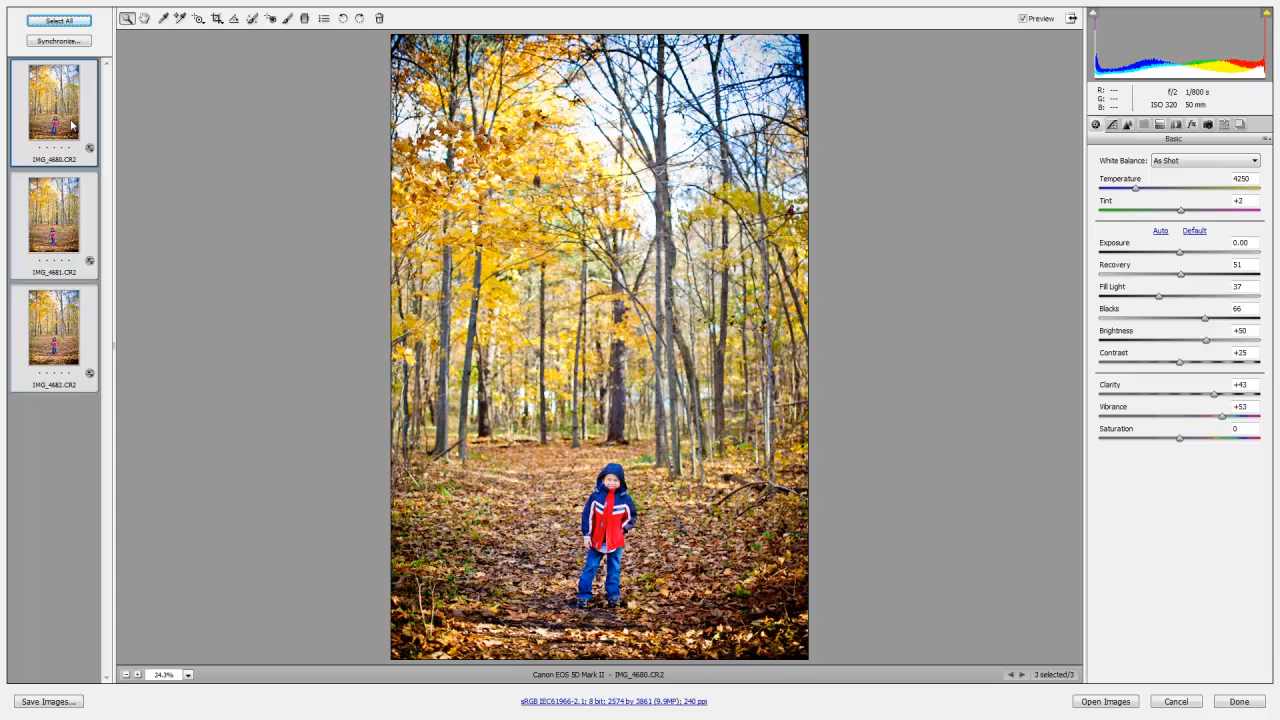 Select All
Synchronize...
IMG_4680.CR2
IMG_4681.CR2
IMG_4682.CR2
Preview
24.3%
Canon EOS 5D Mark II - IMG_4680.CR2
3 selected/3
Save Images...
sRGB IEC61966-2.1; 8 bit; 2574 by 3861 (9.9MP); 240 ppi
Open Images
Cancel
Done
R: ---
G: ---
B: ---
f/2 1/800 s
ISO 320 50 mm
Basic
White Balance: As Shot
Temperature 4250
Tint +2
Auto Default
Exposure 0.00
Recovery 51
Fill Light 37
Blacks 66
Brightness +50
Contrast +25
Clarity +43
Vibrance +53
Saturation 0